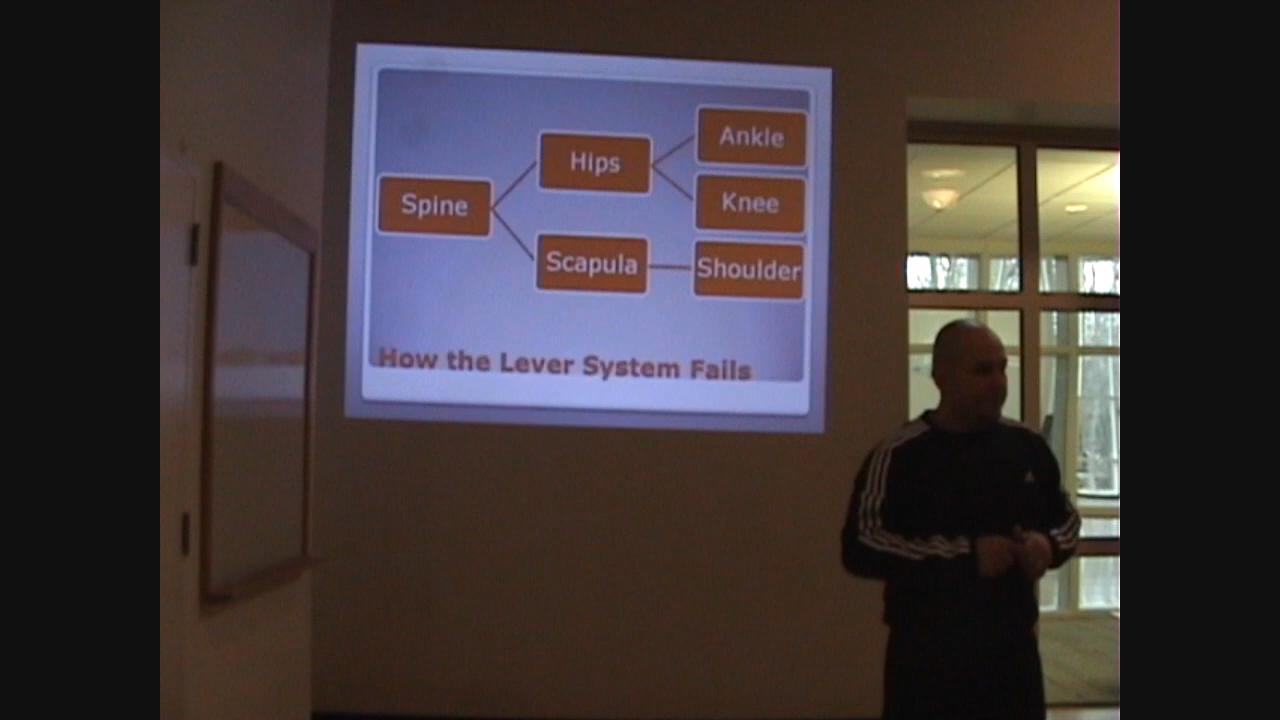 Spine
Hips
Scapula
Ankle
Knee
Shoulder
How the Lever System Fails